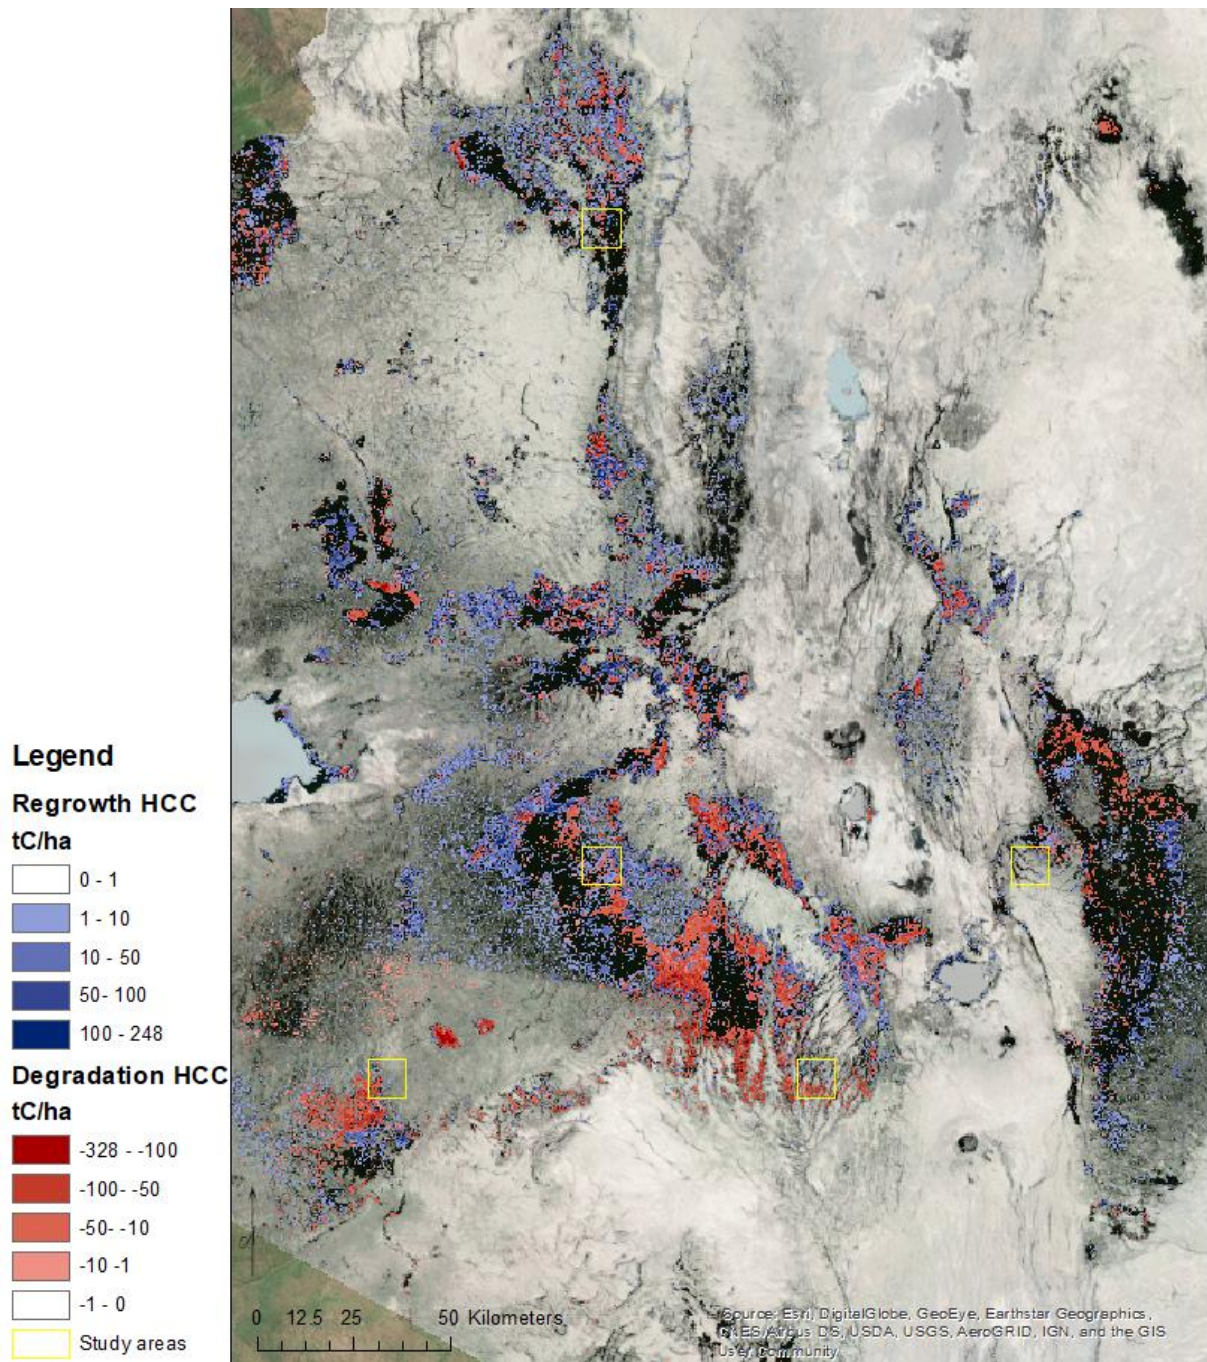 Legend
Regrowth HCC
tC/ha
0 - 1
1 - 10
10 - 50
50- 100
100 - 248
Degradation HCC
tC/ha
-328 - -100
-100- -50
-50- -10
-10 -1
-1 - 0
Study areas
0 12.5 25 50 Kilometers
Source: Esri, DigitalGlobe, GeoEye, Earthstar Geographics,
CNES/Airbus DS, USDA, USGS, AeroGRID, IGN, and the GIS
User Community